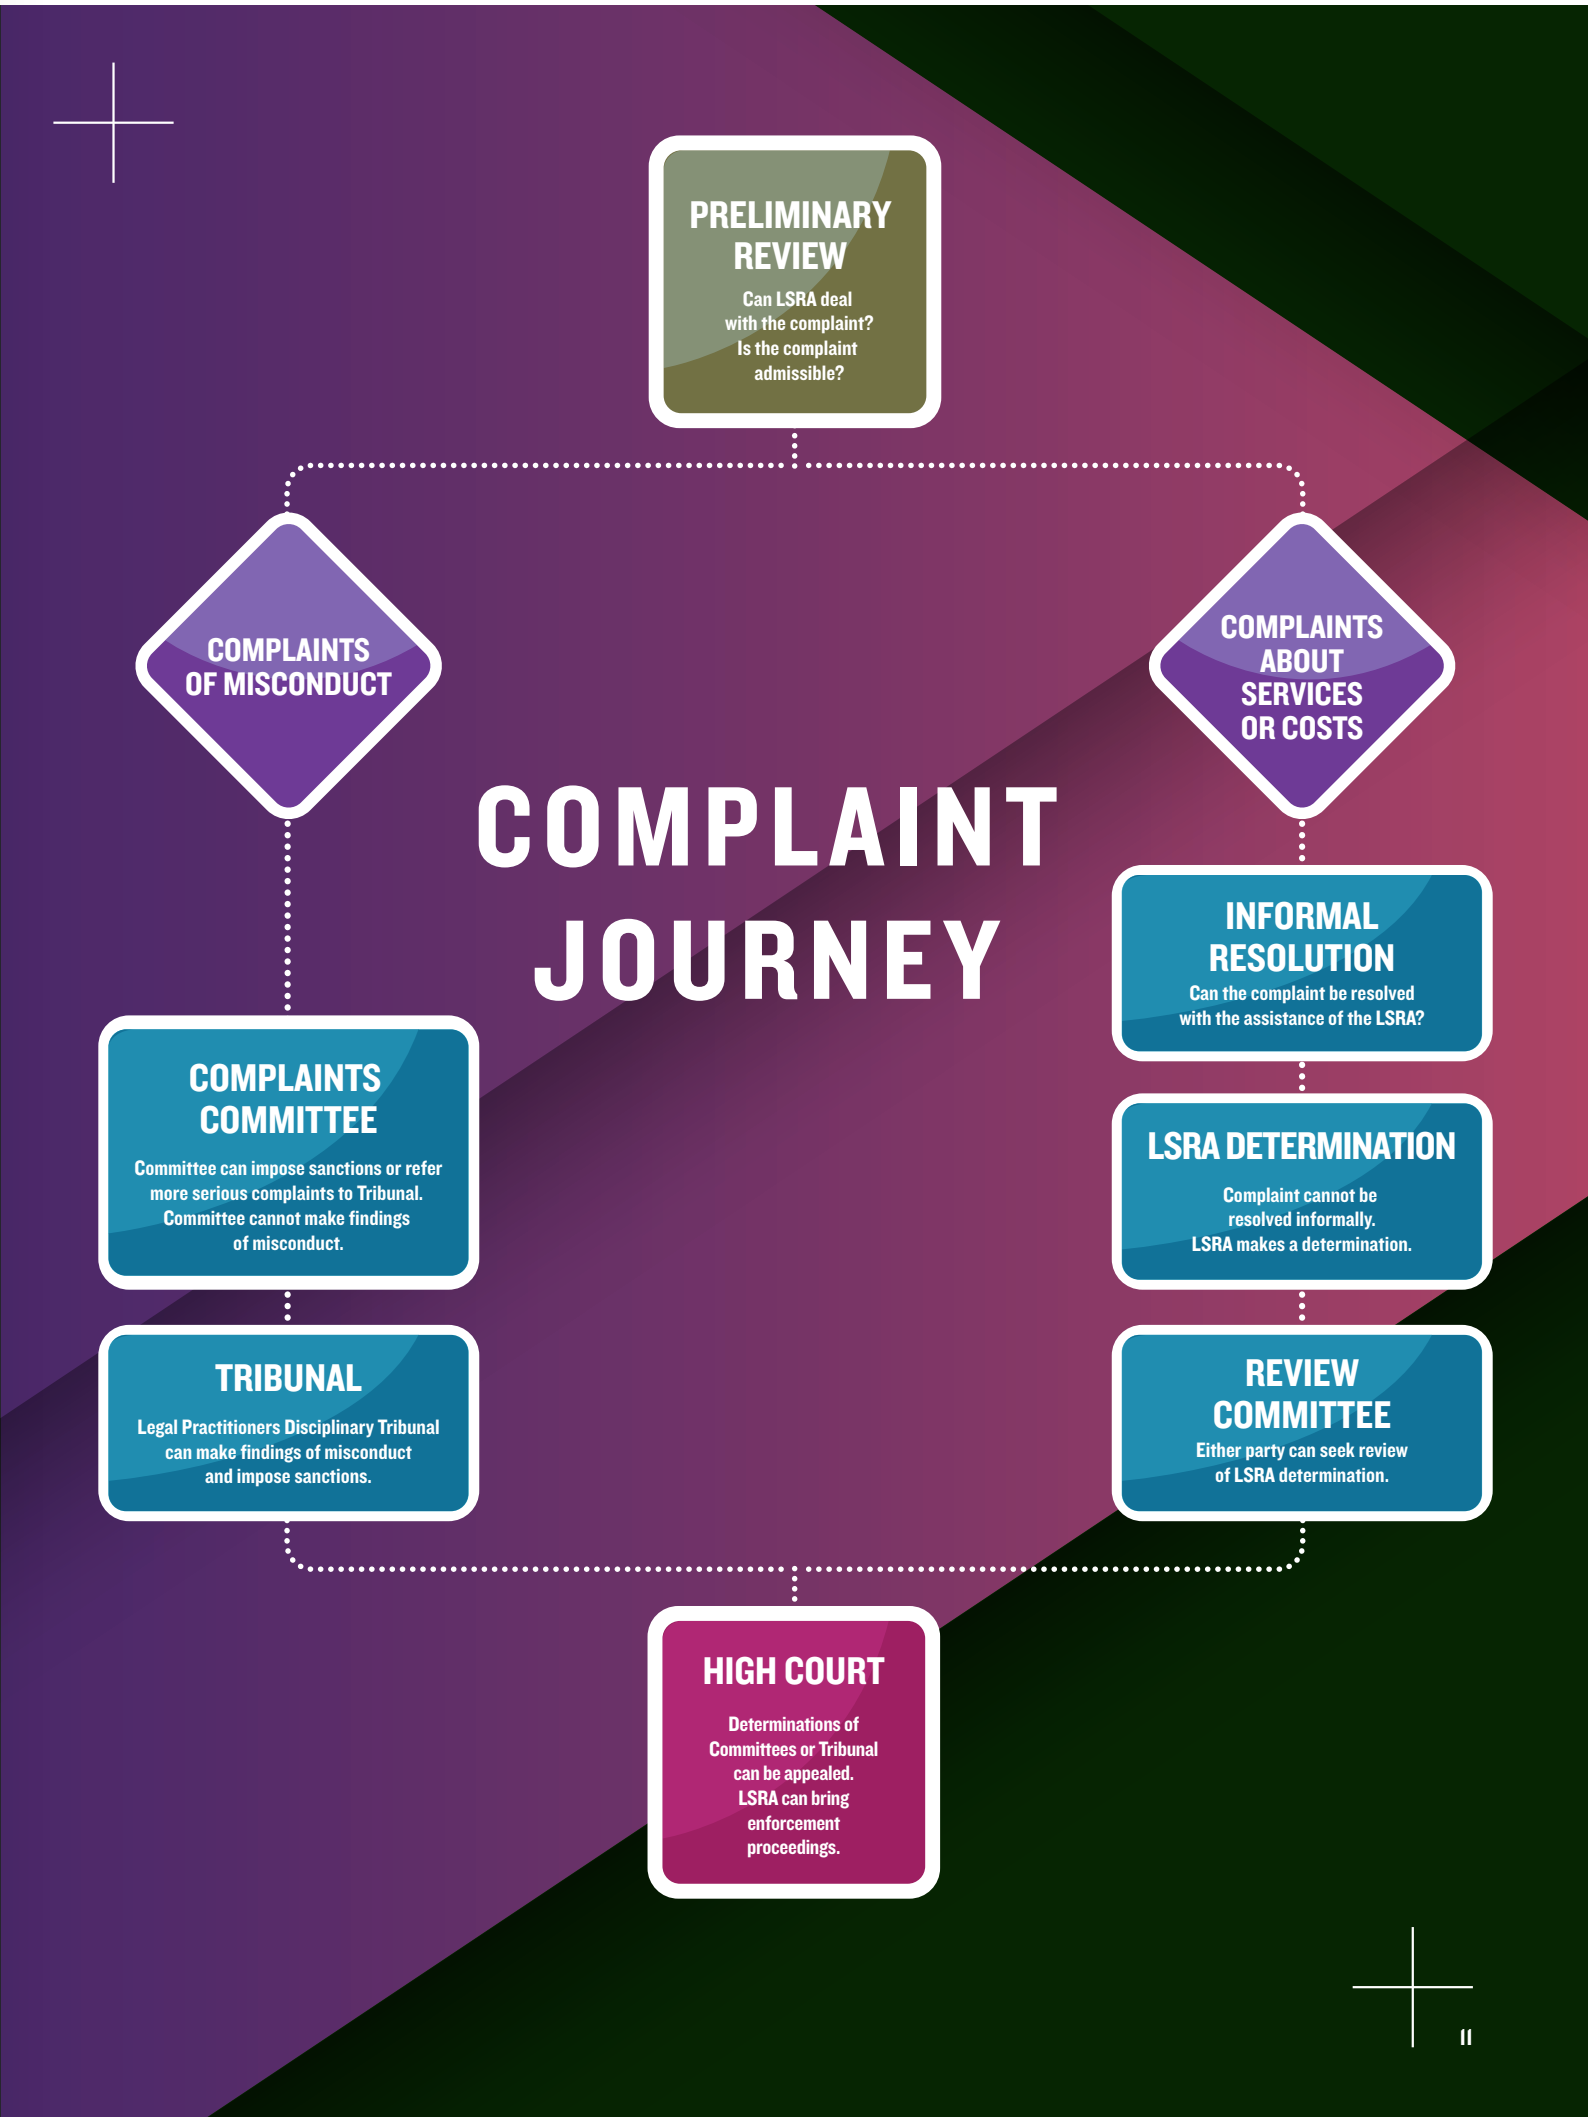 PRELIMINARY
REVIEW
Can LSRA deal
with the complaint?
Is the complaint
admissible?
COMPLAINTS
OF MISCONDUCT
COMPLAINTS
ABOUT
SERVICES
OR COSTS
COMPLAINT
JOURNEY
COMPLAINTS
COMMITTEE
Committee can impose sanctions or refer
more serious complaints to Tribunal.
Committee cannot make findings
of misconduct.
TRIBUNAL
Legal Practitioners Disciplinary Tribunal
can make findings of misconduct
and impose sanctions.
INFORMAL
RESOLUTION
Can the complaint be resolved
with the assistance of the LSRA?
LSRA DETERMINATION
Complaint cannot be
resolved informally.
LSRA makes a determination.
REVIEW
COMMITTEE
Either party can seek review
of LSRA determination.
HIGH COURT
Determinations of
Committees or Tribunal
can be appealed.
LSRA can bring
enforcement
proceedings.
11